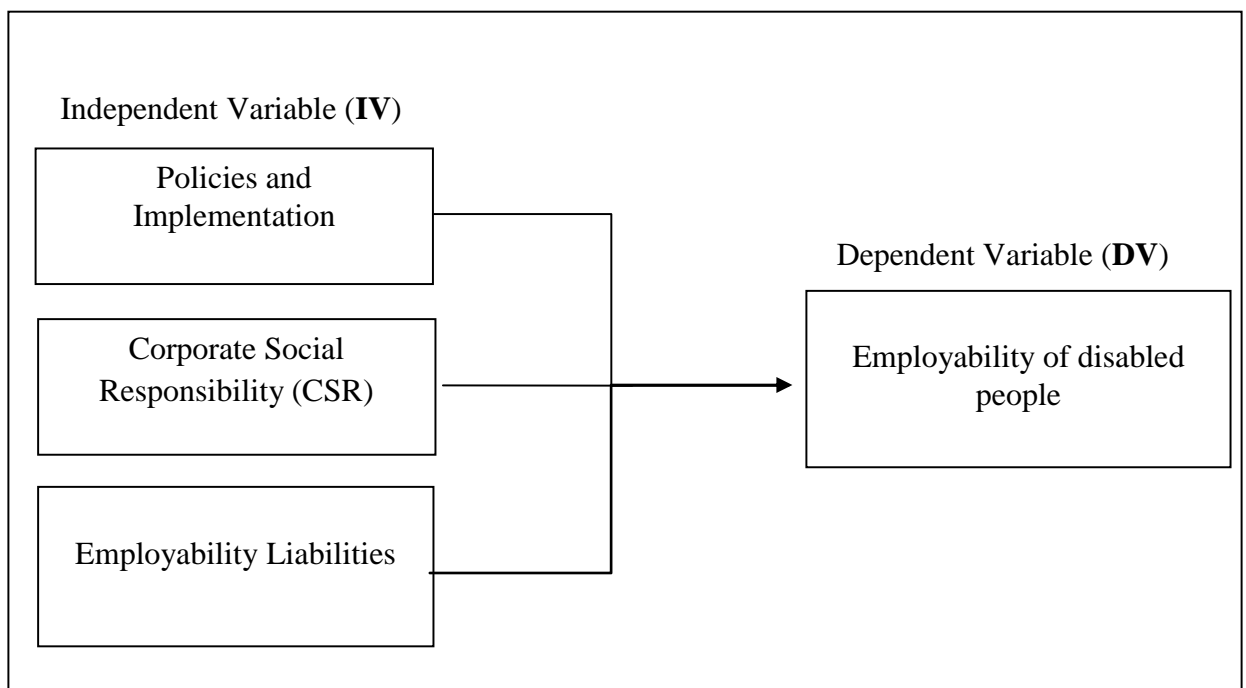 Independent Variable (IV)
Policies and
Implementation
Corporate Social
Responsibility (CSR)
Employability Liabilities
Dependent Variable (DV)
Employability of disabled
people